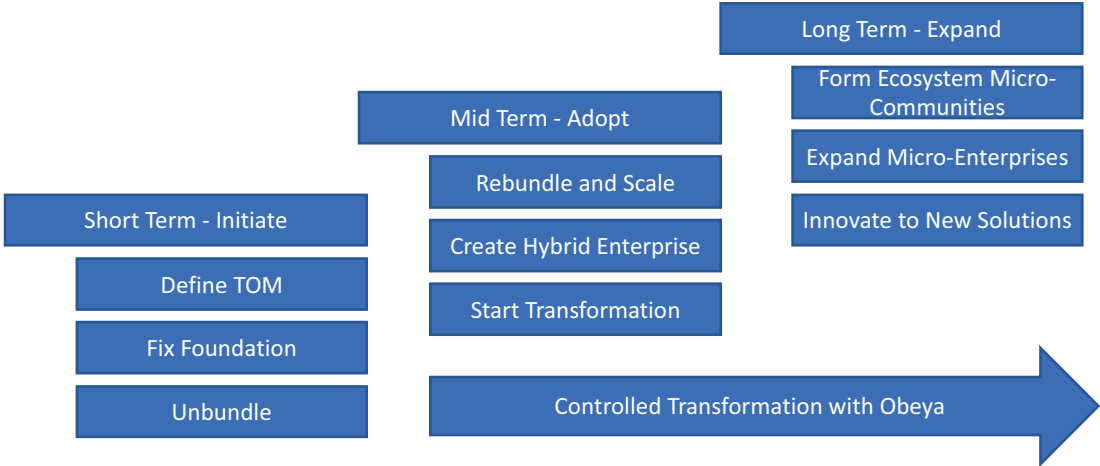 Short Term - Initiate
Define TOM
Fix Foundation
Unbundle
Mid Term - Adopt
Rebundle and Scale
Create Hybrid Enterprise
Start Transformation
Long Term - Expand
Form Ecosystem Micro-
Communities
Expand Micro-Enterprises
Innovate to New Solutions
Controlled Transformation with Obeya